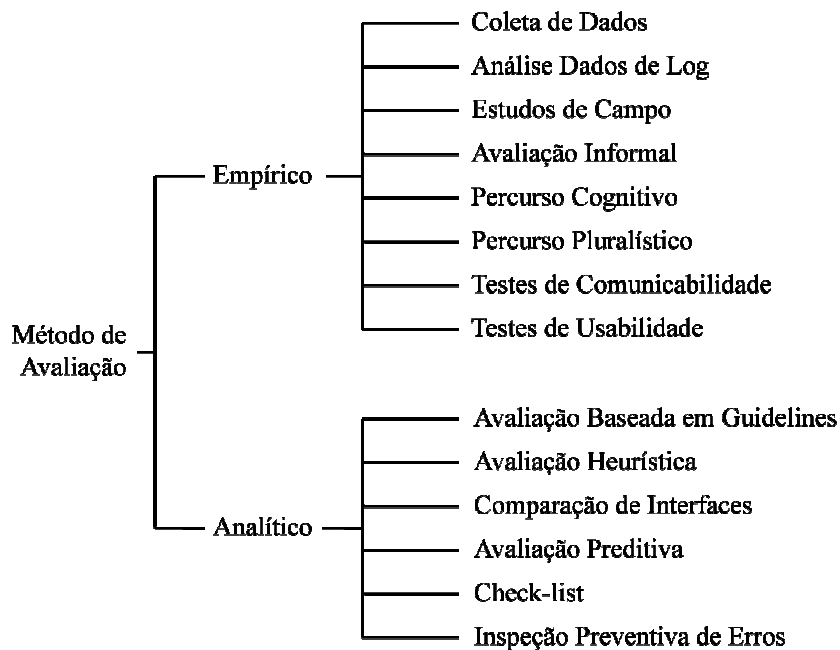 Método de
Avaliação
Empírico
Coleta de Dados
Análise Dados de Log
Estudos de Campo
Avaliação Informal
Percurso Cognitivo
Percurso Pluralístico
Testes de Comunicabilidade
Testes de Usabilidade
Analítico
Avaliação Baseada em Guidelines
Avaliação Heurística
Comparação de Interfaces
Avaliação Preditiva
Check-list
Inspeção Preventiva de Erros